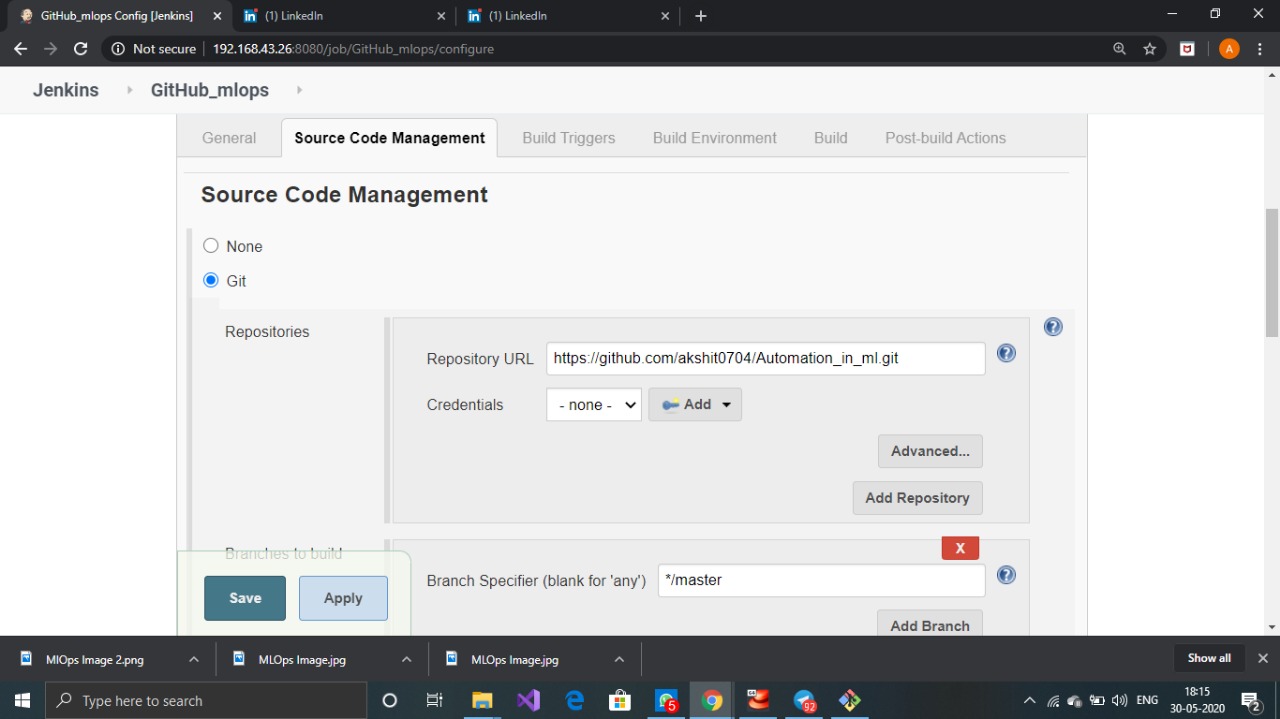 GitHub_mlops Config [Jenkins]
(1) LinkedIn
(1) LinkedIn
Not secure
192.168.43.26:8080/job/GitHub_mlops/configure
A
Jenkins
GitHub_mlops
General
Source Code Management
Build Triggers
Build Environment
Build
Post-build Actions
Source Code Management
None
Git
Repositories
Repository URL
https://github.com/akshit0704/Automation_in_ml.git
Credentials
- none -
Add
Advanced...
Add Repository
Branches to build
X
Branch Specifier (blank for 'any')
*/master
Save
Apply
Add Branch
MlOps Image 2.png
MLOps Image.jpg
MLOps Image.jpg
Show all
Type here to search
5
92
ENG
18:15
30-05-2020
2